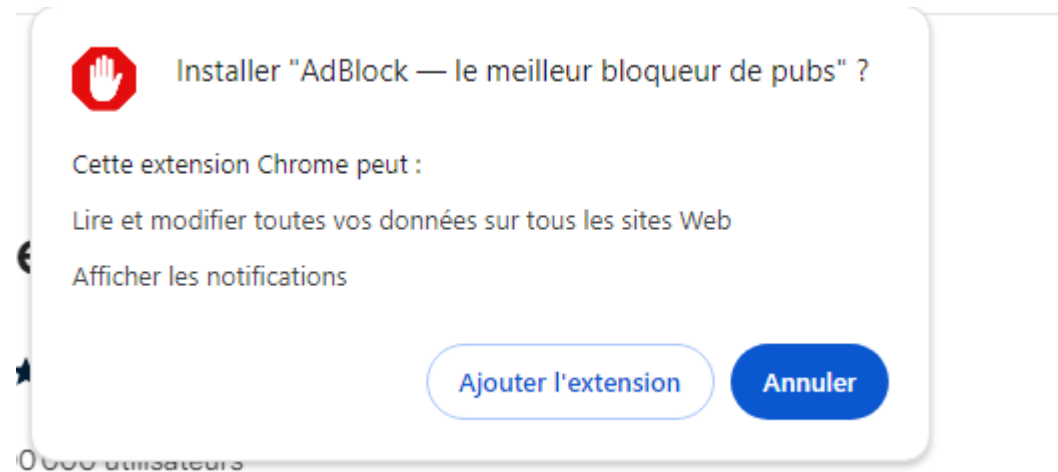 Installer "AdBlock — le meilleur bloqueur de pubs" ?
Cette extension Chrome peut :
Lire et modifier toutes vos données sur tous les sites Web
Afficher les notifications
Ajouter l'extension
Annuler
utilisateurs